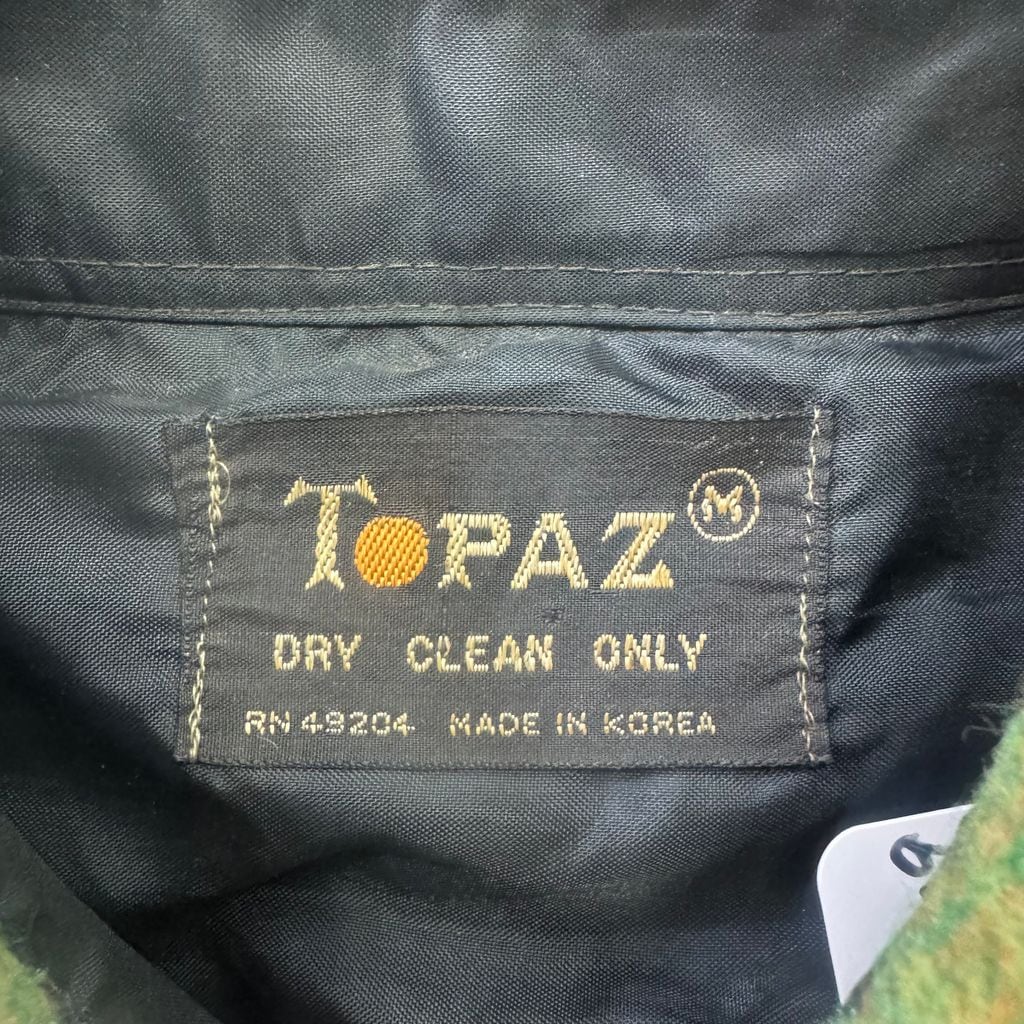 TOPAZ M
DRY CLEAN ONLY
RN 49204 MADE IN KOREA